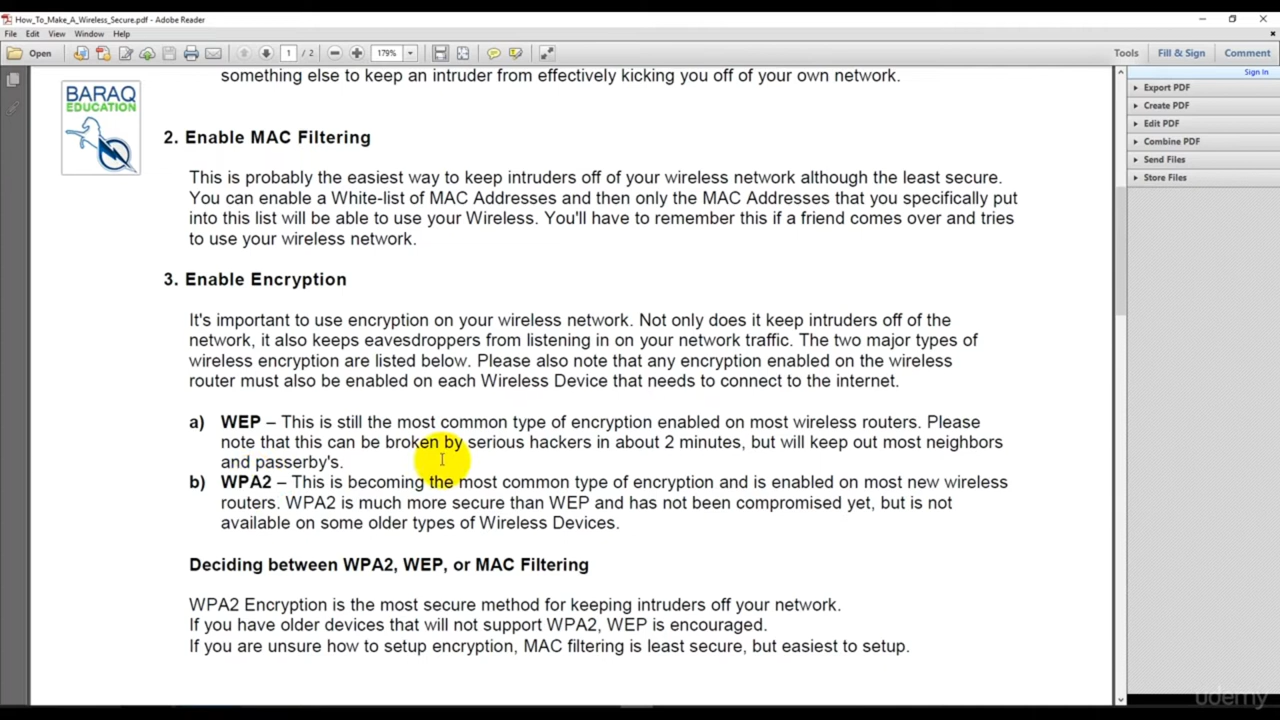 How_To_Make_A_Wireless_Secure.pdf - Adobe Reader
File Edit View Window Help
Open 1 / 2 179% Tools Fill & Sign Comment
Sign In
Export PDF
Create PDF
Edit PDF
Combine PDF
Send Files
Store Files
BARAQ
EDUCATION
something else to keep an intruder from effectively kicking you off of your own network.
2. Enable MAC Filtering
This is probably the easiest way to keep intruders off of your wireless network although the least secure.
You can enable a White-list of MAC Addresses and then only the MAC Addresses that you specifically put
into this list will be able to use your Wireless. You'll have to remember this if a friend comes over and tries
to use your wireless network.
3. Enable Encryption
It's important to use encryption on your wireless network. Not only does it keep intruders off of the
network, it also keeps eavesdroppers from listening in on your network traffic. The two major types of
wireless encryption are listed below. Please also note that any encryption enabled on the wireless
router must also be enabled on each Wireless Device that needs to connect to the internet.
a) WEP – This is still the most common type of encryption enabled on most wireless routers. Please
note that this can be broken by serious hackers in about 2 minutes, but will keep out most neighbors
and passerby's.
b) WPA2 – This is becoming the most common type of encryption and is enabled on most new wireless
routers. WPA2 is much more secure than WEP and has not been compromised yet, but is not
available on some older types of Wireless Devices.
Deciding between WPA2, WEP, or MAC Filtering
WPA2 Encryption is the most secure method for keeping intruders off your network.
If you have older devices that will not support WPA2, WEP is encouraged.
If you are unsure how to setup encryption, MAC filtering is least secure, but easiest to setup.
udemy